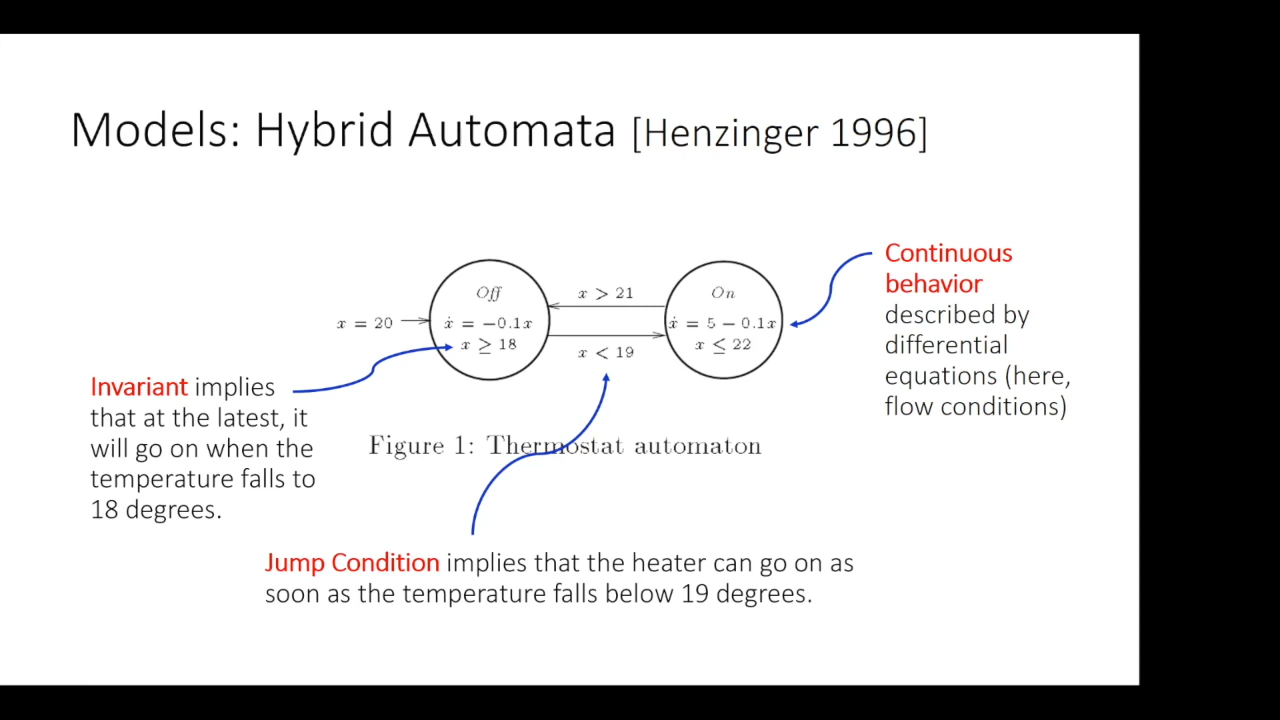 Models: Hybrid Automata [Henzinger 1996]
x = 20
Off
ẋ = −0.1x
x ≥ 18
x > 21
x < 19
On
ẋ = 5 − 0.1x
x ≤ 22
Continuous
behavior
described by
differential
equations (here,
flow conditions)
Invariant implies
that at the latest, it
will go on when the
temperature falls to
18 degrees.
Figure 1: Thermostat automaton
Jump Condition implies that the heater can go on as
soon as the temperature falls below 19 degrees.